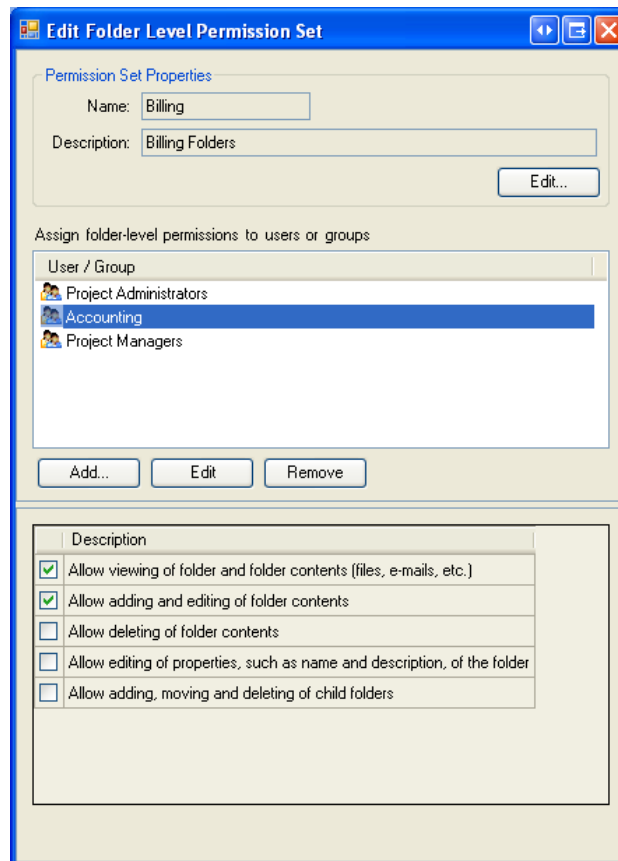 Edit Folder Level Permission Set
Permission Set Properties
Name: Billing
Description: Billing Folders
Edit...
Assign folder-level permissions to users or groups
User / Group
Project Administrators
Accounting
Project Managers
Add... Edit Remove
Description
Allow viewing of folder and folder contents (files, e-mails, etc.)
Allow adding and editing of folder contents
Allow deleting of folder contents
Allow editing of properties, such as name and description, of the folder
Allow adding, moving and deleting of child folders